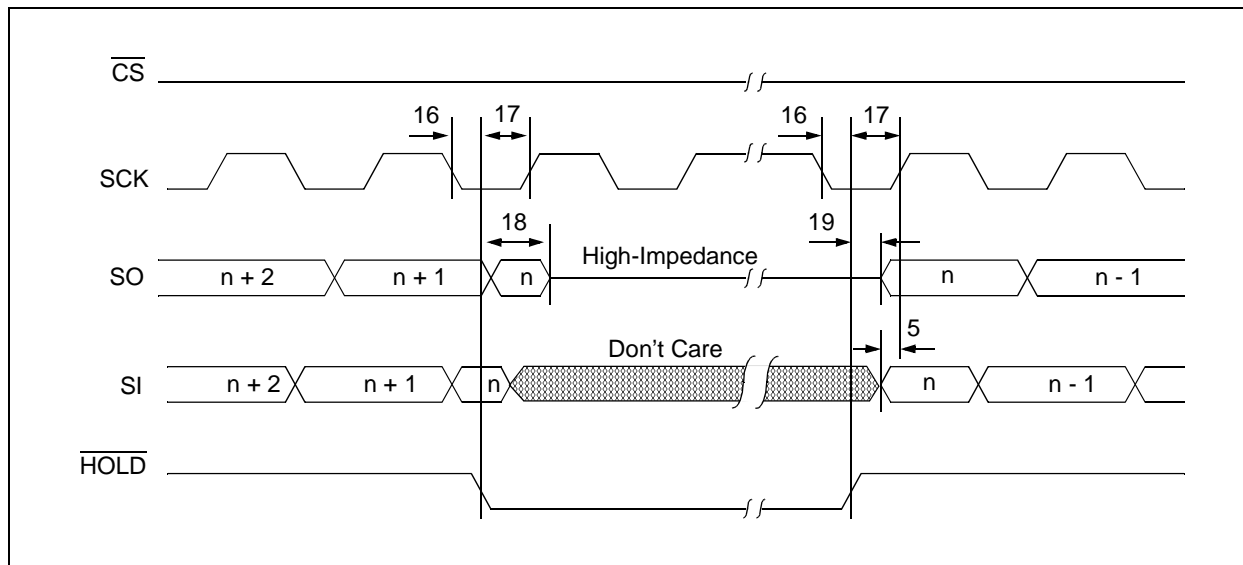 CS
16 17 16 17
SCK
18 19
High-Impedance
SO n + 2 n + 1 n n n - 1
5
Don't Care
SI n + 2 n + 1 n n n - 1
HOLD